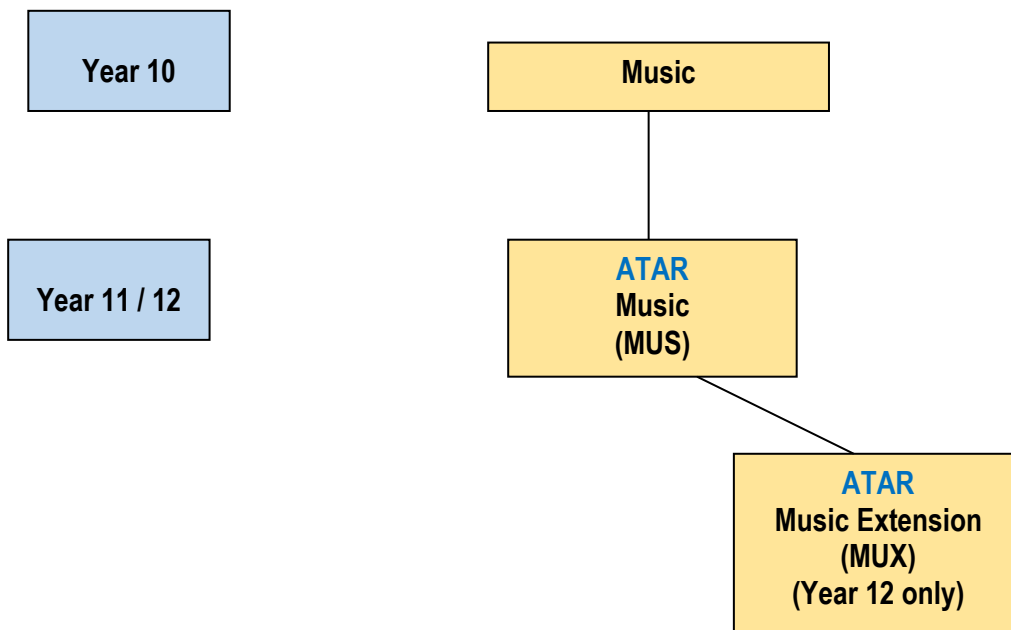 Year 10
Music
Year 11 / 12
ATAR
Music
(MUS)
ATAR
Music Extension
(MUX)
(Year 12 only)